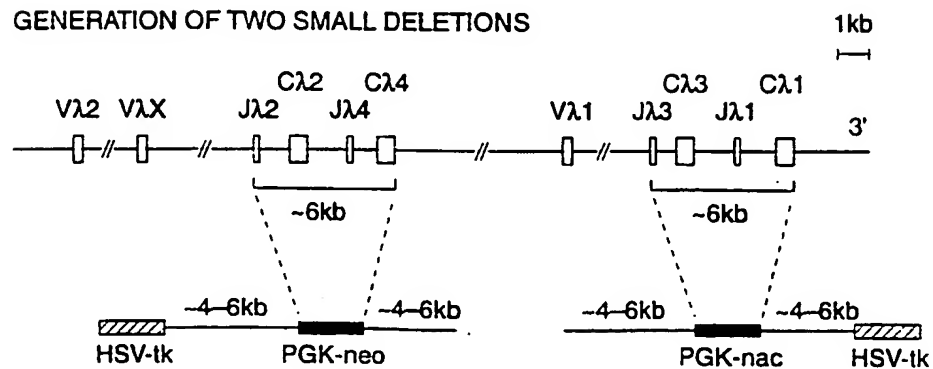 GENERATION OF TWO SMALL DELETIONS
1kb
Vλ2 VλX Jλ2 Cλ2 Jλ4 Cλ4 Vλ1 Jλ3 Cλ3 Jλ1 Cλ1 3'
~6kb ~6kb
~4–6kb ~4–6kb ~4–6kb ~4–6kb
HSV-tk PGK-neo PGK-nac HSV-tk